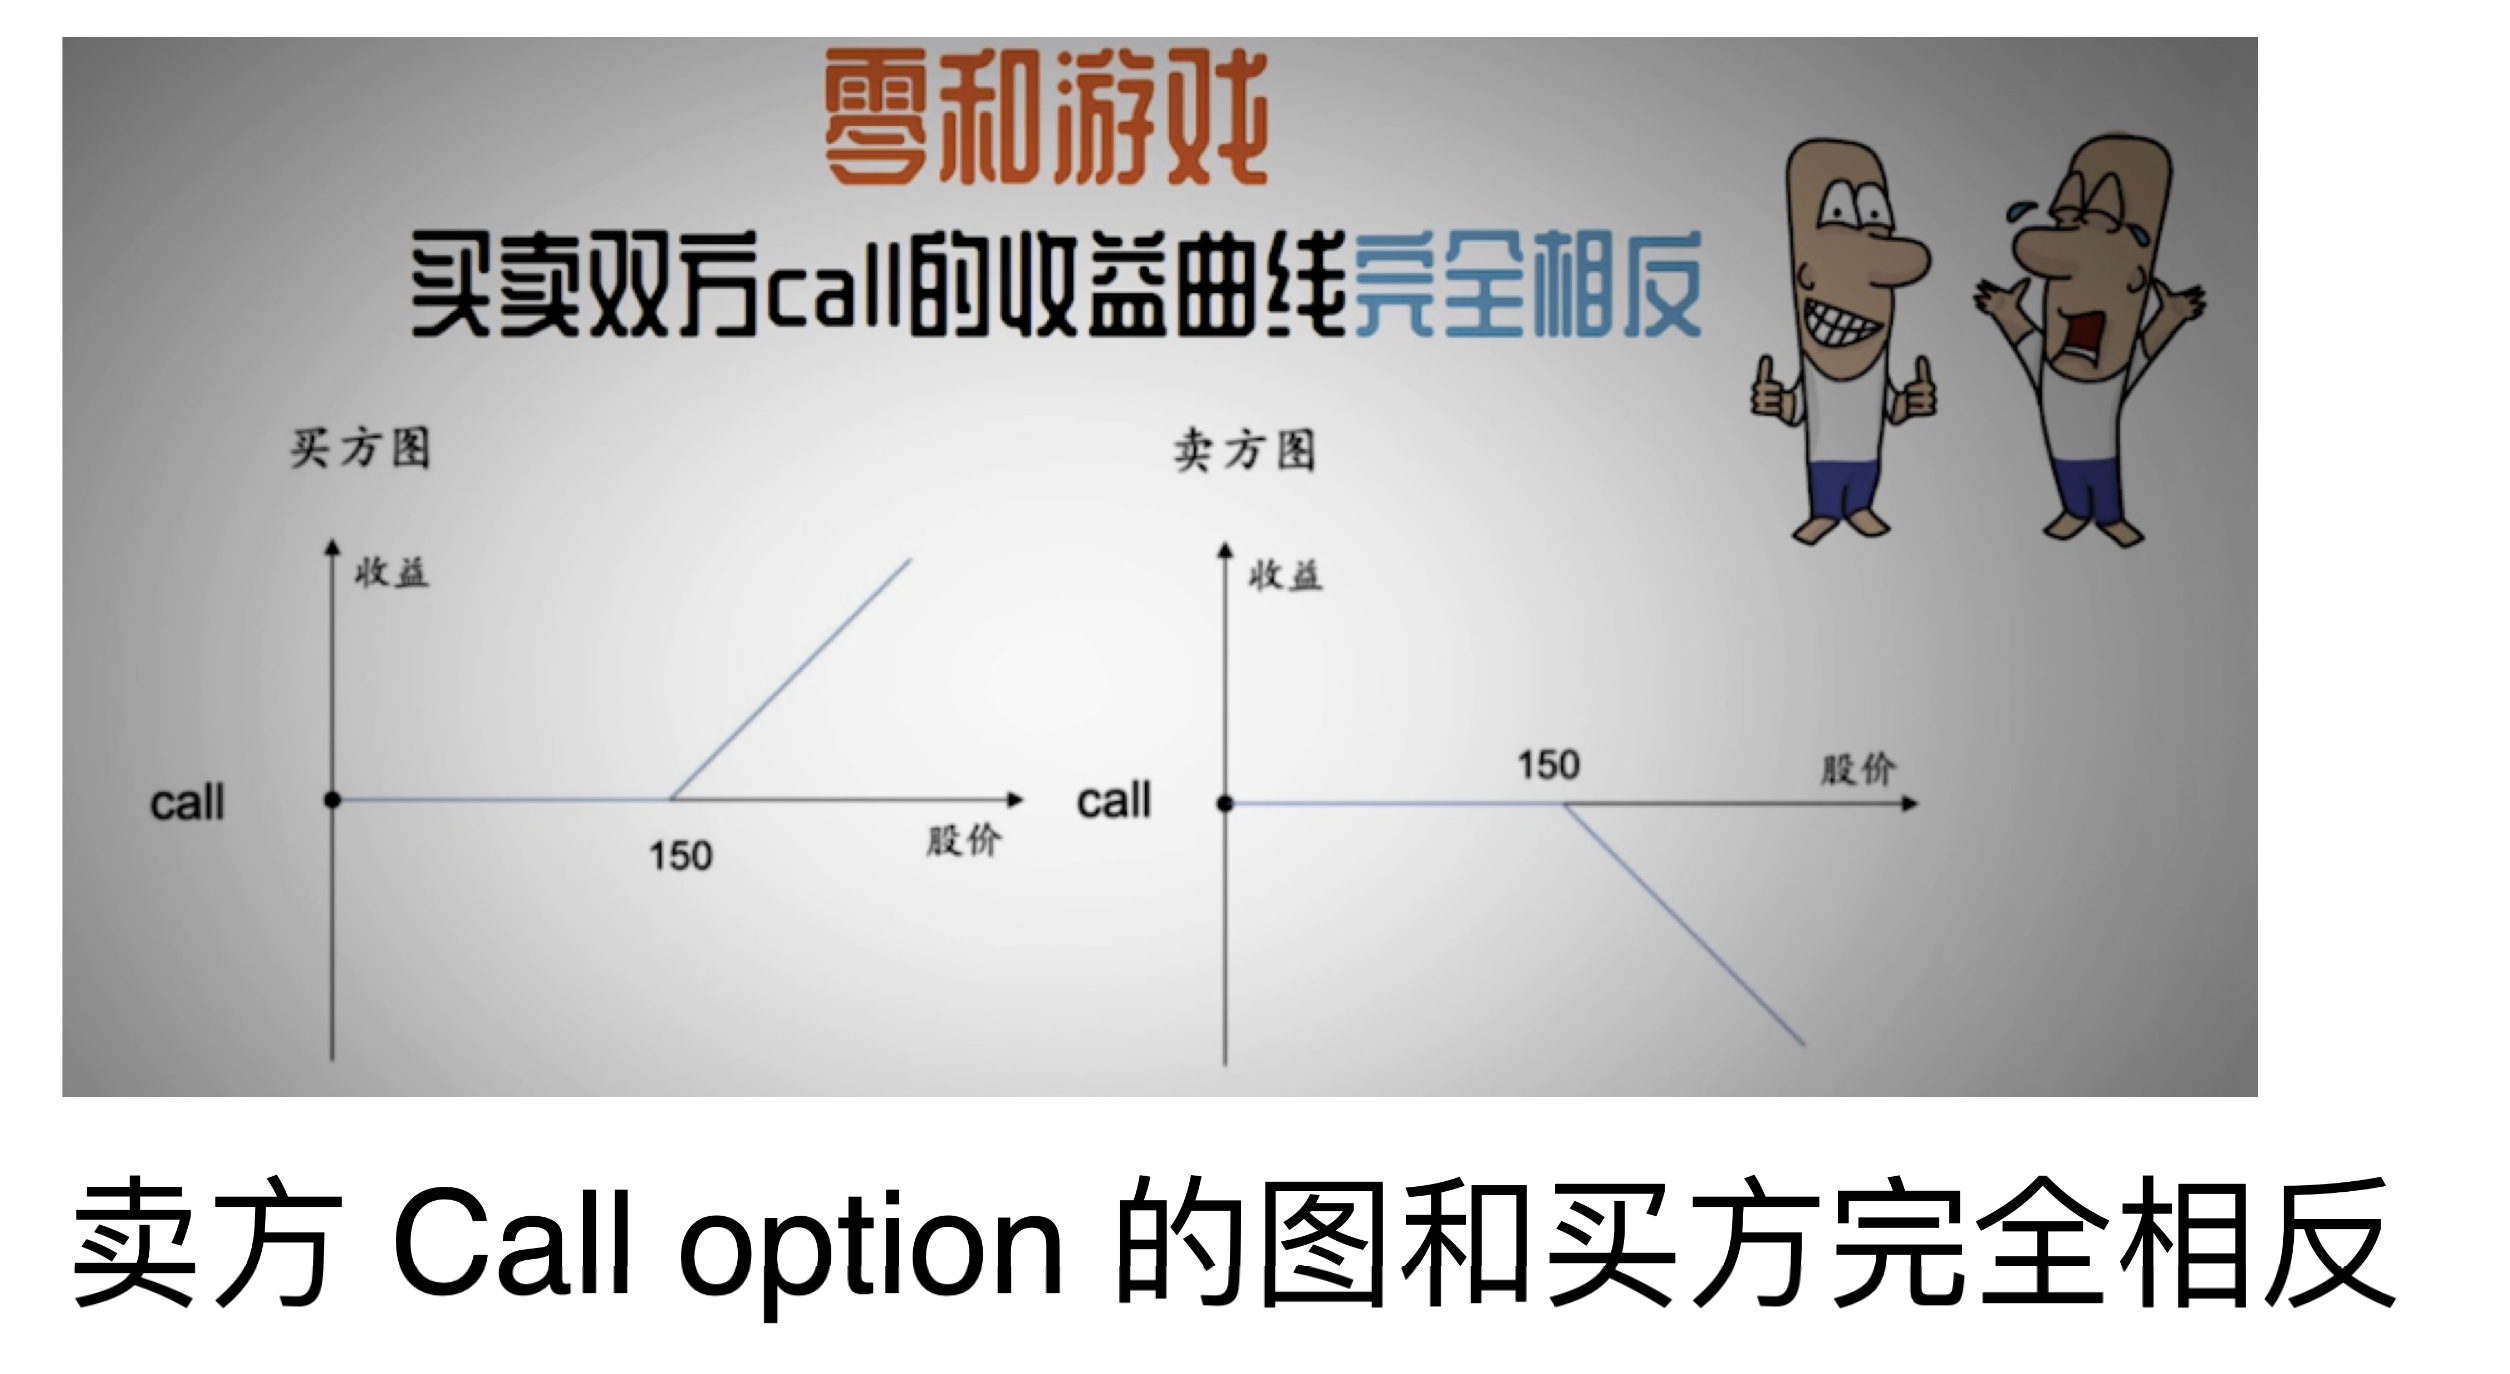 零和游戏
买卖双方call的收益曲线完全相反
买方图
卖方图
收益
收益
call
150
股价
call
150
股价
卖方 Call option 的图和买方完全相反